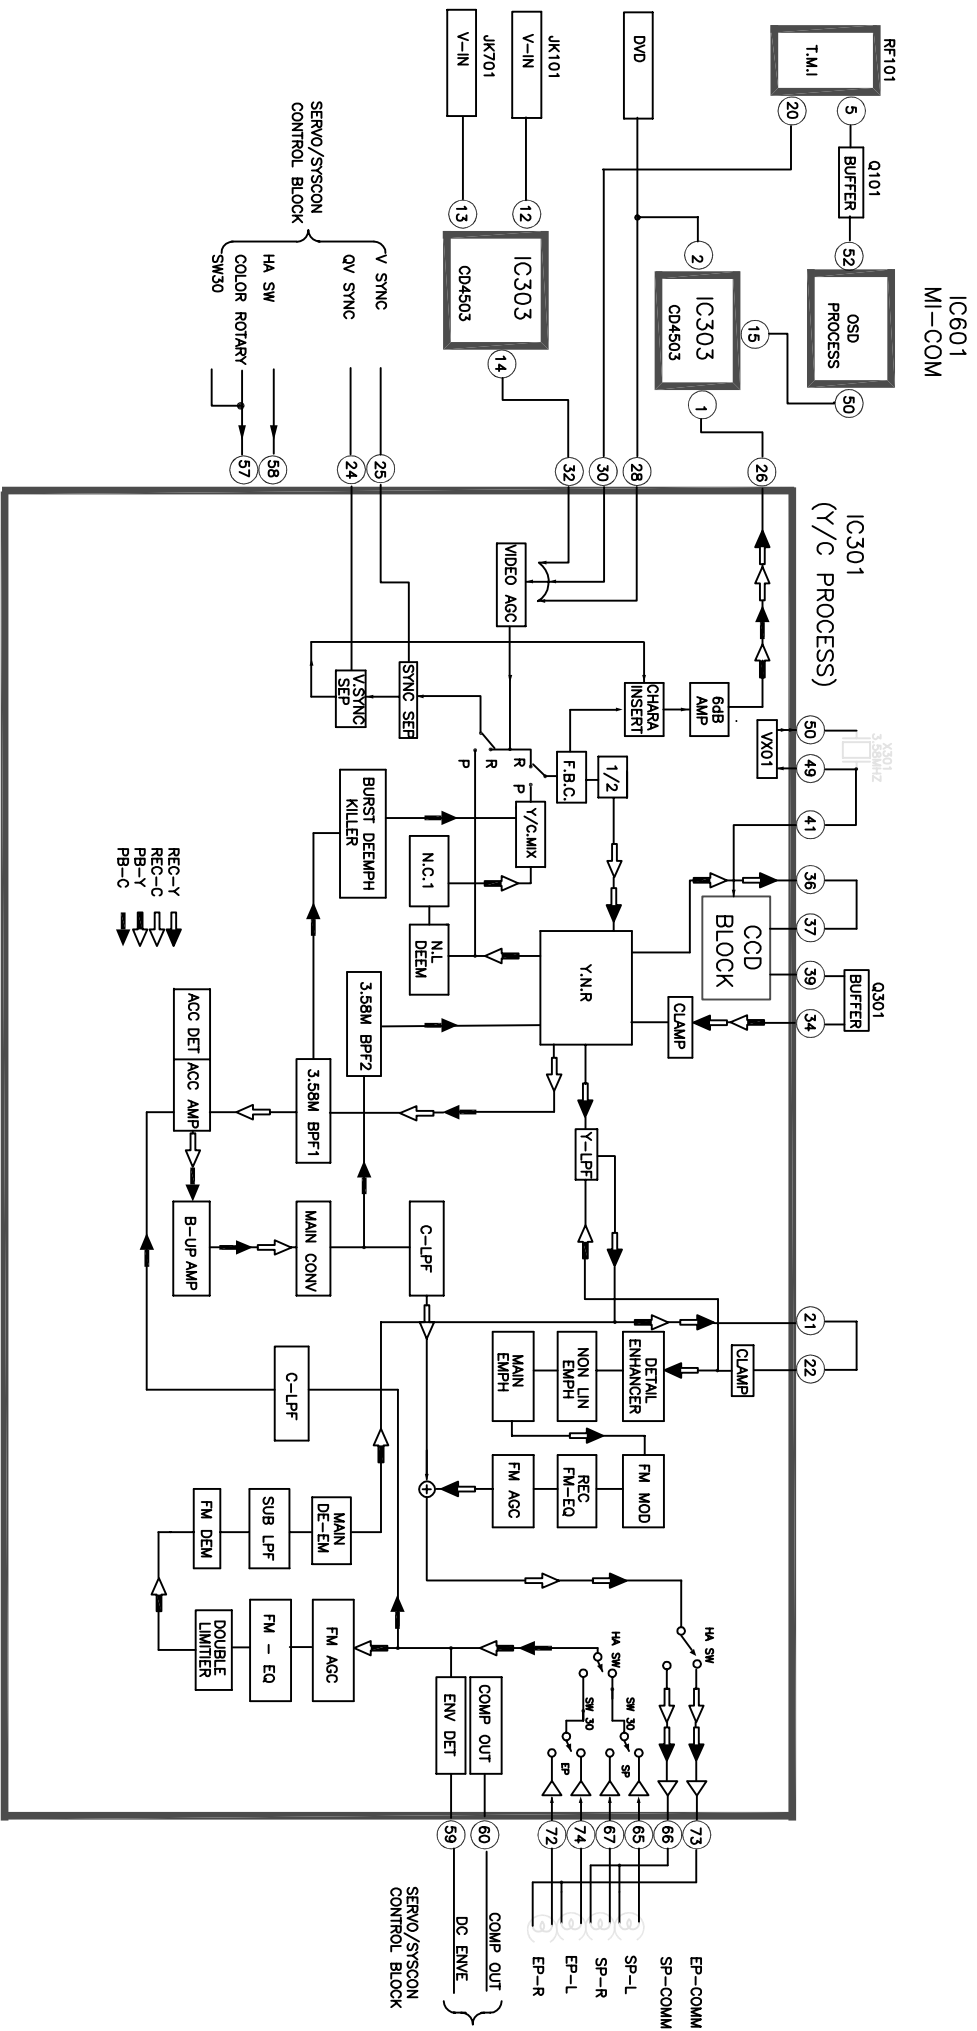 IC601
MI-COM
IC301
(Y/C PROCESS)
RF101
T.M.I
20
5
Q101
BUFFER
52
OSD
PROCESS
50
DVD
2
IC303
CD4503
15
1
JK101
V-IN
12
JK701
V-IN
13
IC303
CD4503
14
SERVO/SYSCON
CONTROL BLOCK
V SYNC
QV SYNC
HA SW
COLOR ROTARY
SW30
26
28
30
32
25
24
58
57
X301
3.58MHZ
50
49
VX01
41
36
37
CCD
BLOCK
39
34
Q301
BUFFER
CLAMP
21
22
CLAMP
6dB
AMP
CHARA
INSERT
VIDEO AGC
SYNC SEP
V.SYNC
SEP
1/2
F.B.C.
R
P
R
P
Y/C.MIX
N.C.1
N.L
DEEM
BURST DEEMPH
KILLER
Y.N.R
3.58M BPF2
3.58M BPF1
ACC DET
ACC AMP
B-UP AMP
MAIN CONV
C-LPF
Y-LPF
REC-Y
REC-C
PB-Y
PB-C
DETAIL
ENHANCER
NON LIN
EMPH
MAIN
EMPH
FM MOD
REC
FM-EQ
FM AGC
+
C-LPF
MAIN
DE-EM
SUB LPF
FM DEM
FM AGC
FM - EQ
DOUBLE
LIMITIER
COMP OUT
ENV DET
HA SW
HA SW
SW 30
SW 30
SP
EP
73
66
65
67
74
72
60
59
EP-COMM
SP-COMM
SP-L
SP-R
EP-L
EP-R
COMP OUT
DC ENVE
SERVO/SYSCON
CONTROL BLOCK